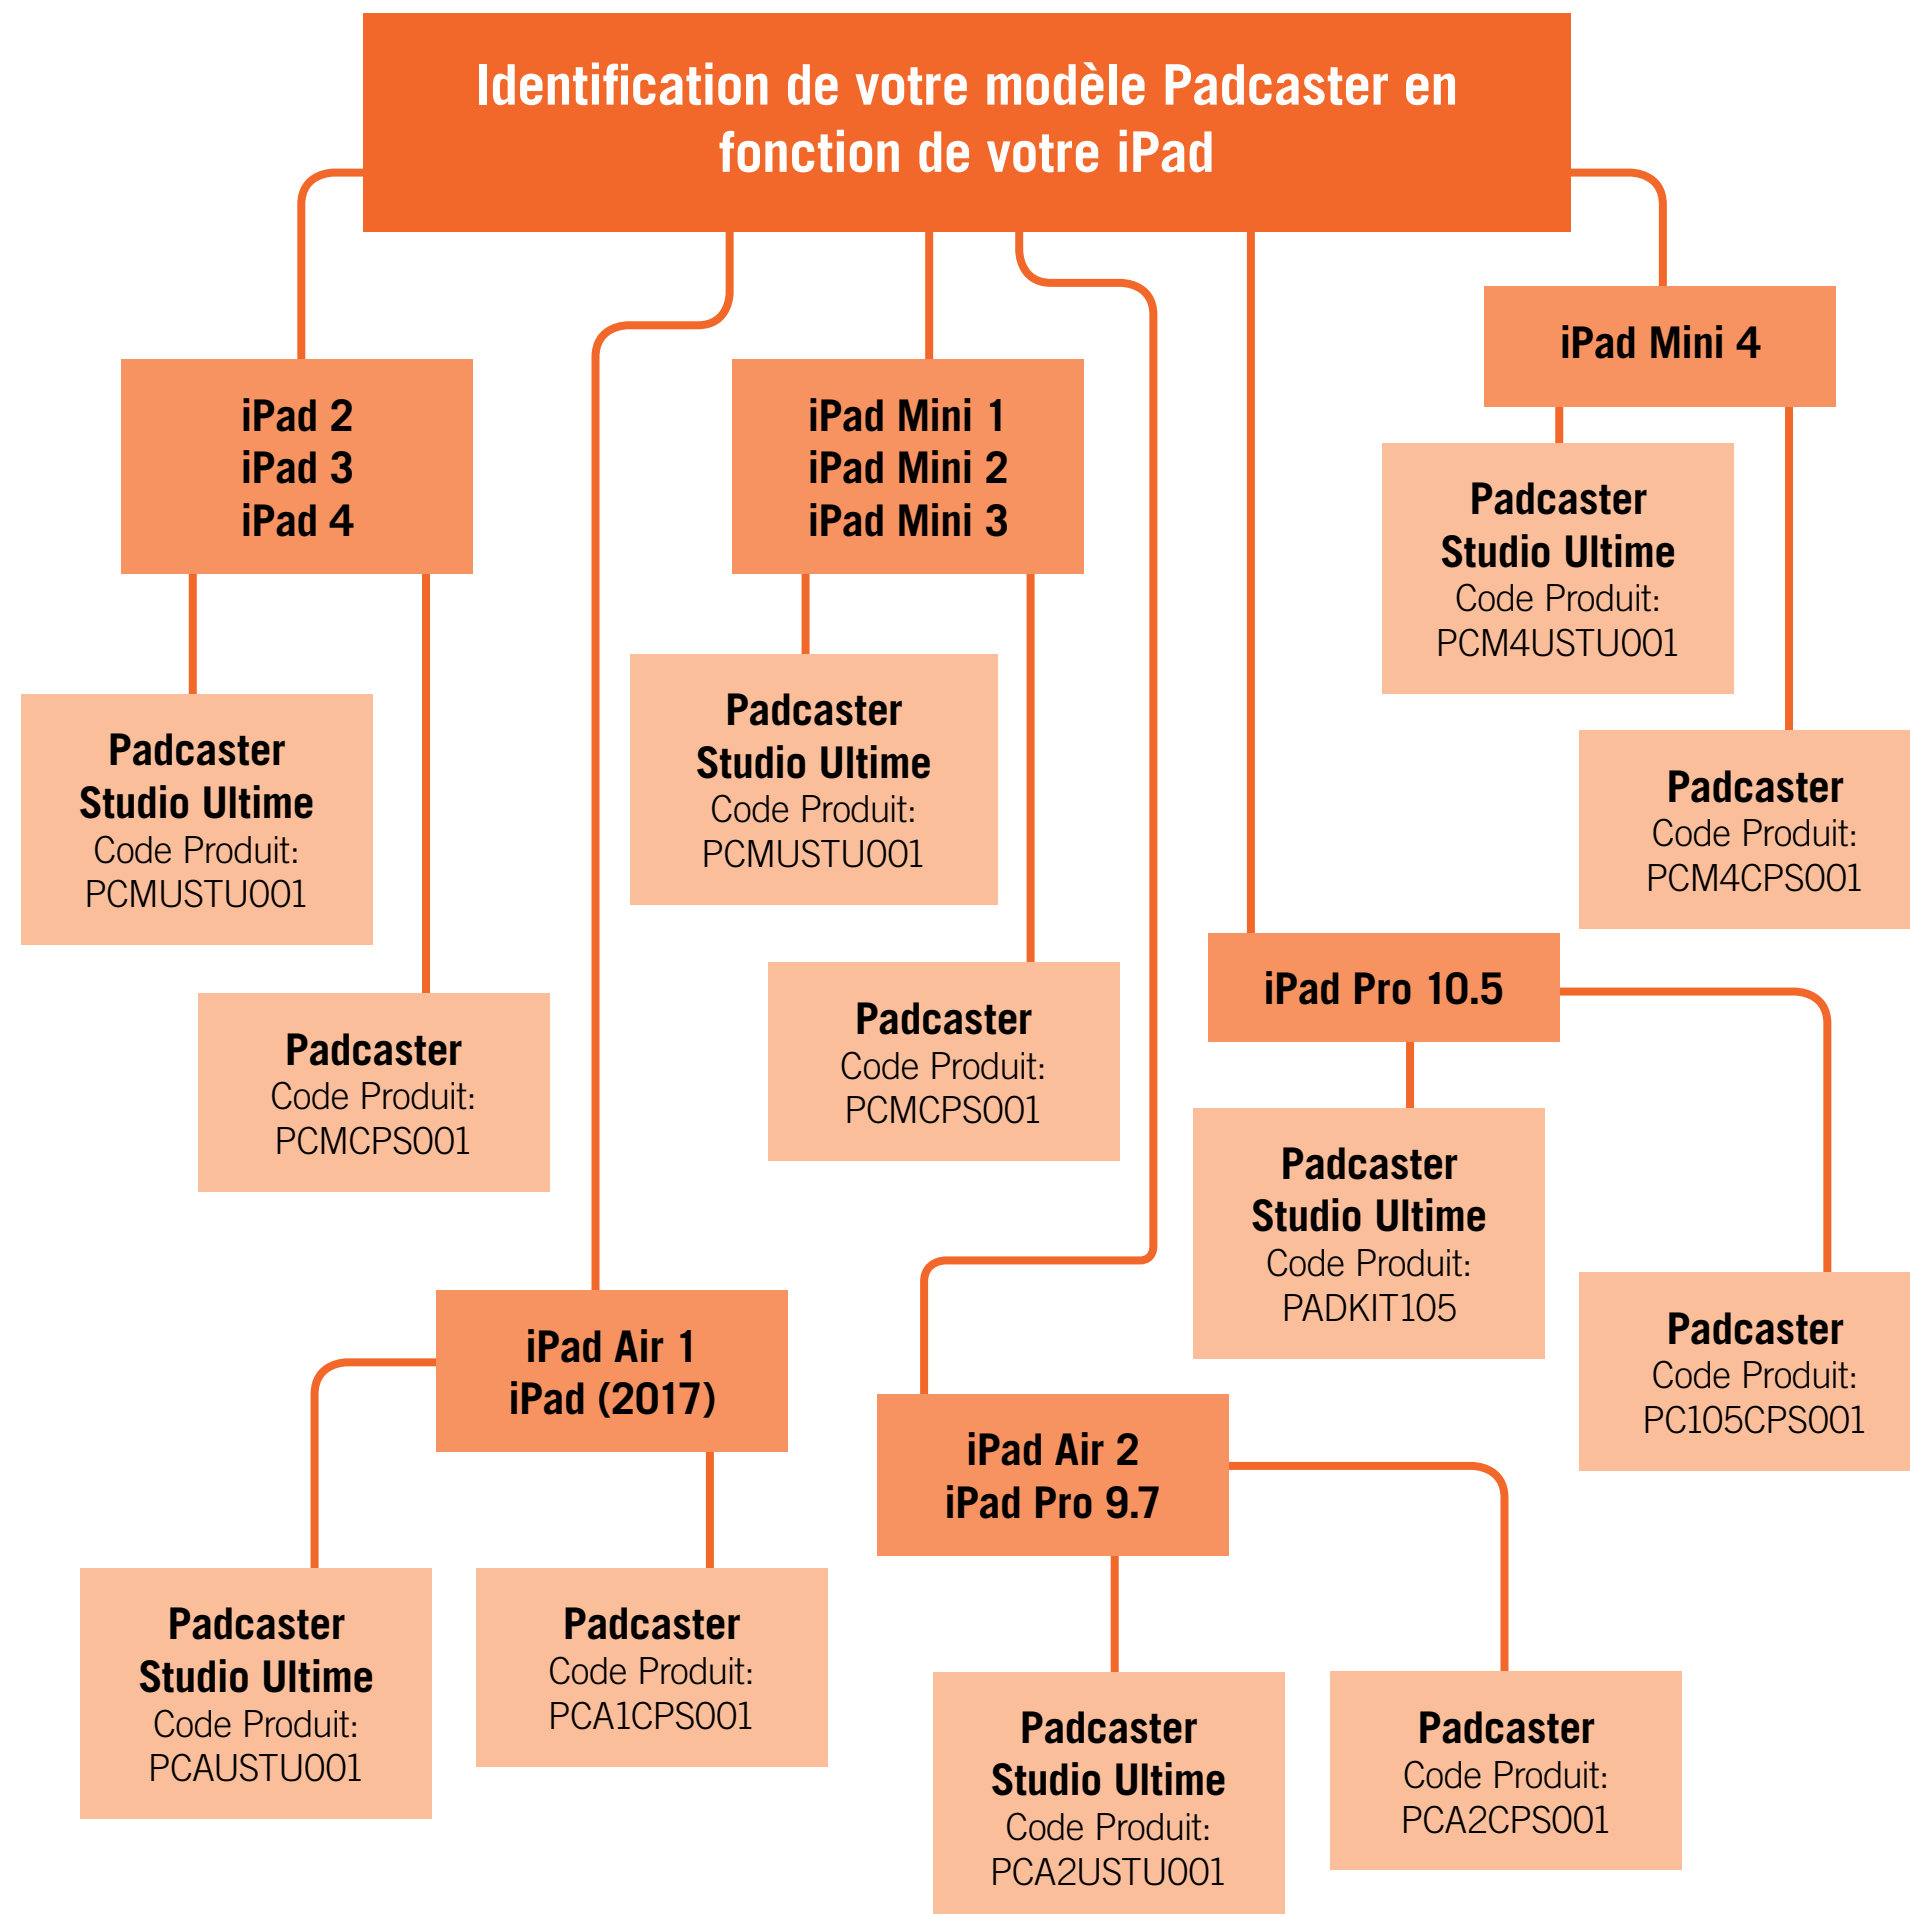 Identification de votre modèle Padcaster en
fonction de votre iPad
iPad 2
iPad 3
iPad 4
Padcaster
Studio Ultime
Code Produit:
PCMUSTU001
Padcaster
Code Produit:
PCMCPS001
iPad Air 1
iPad (2017)
Padcaster
Studio Ultime
Code Produit:
PCAUSTU001
Padcaster
Code Produit:
PCA1CPS001
iPad Mini 1
iPad Mini 2
iPad Mini 3
Padcaster
Studio Ultime
Code Produit:
PCMUSTU001
Padcaster
Code Produit:
PCMCPS001
iPad Air 2
iPad Pro 9.7
Padcaster
Studio Ultime
Code Produit:
PCA2USTU001
Padcaster
Code Produit:
PCA2CPS001
iPad Pro 10.5
Padcaster
Studio Ultime
Code Produit:
PADKIT105
Padcaster
Code Produit:
PC105CPS001
iPad Mini 4
Padcaster
Studio Ultime
Code Produit:
PCM4USTU001
Padcaster
Code Produit:
PCM4CPS001